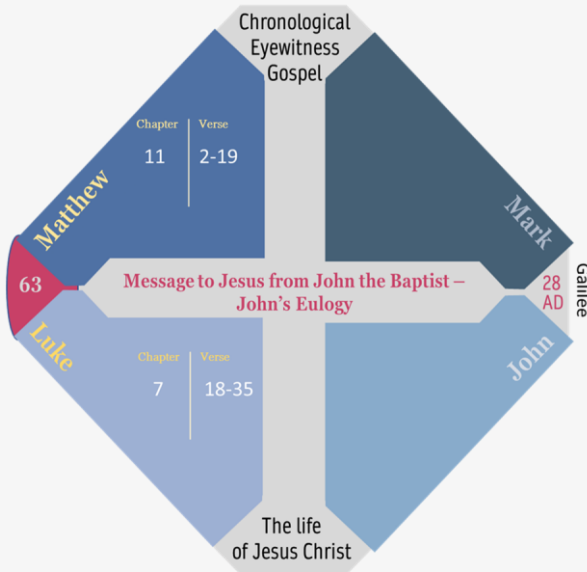 Chronological
Eyewitness
Gospel
Chapter Verse
11 2-19
Matthew
Mark
63
Message to Jesus from John the Baptist –
John’s Eulogy
28
AD
Galilee
Luke
John
Chapter Verse
7 18-35
The life
of Jesus Christ